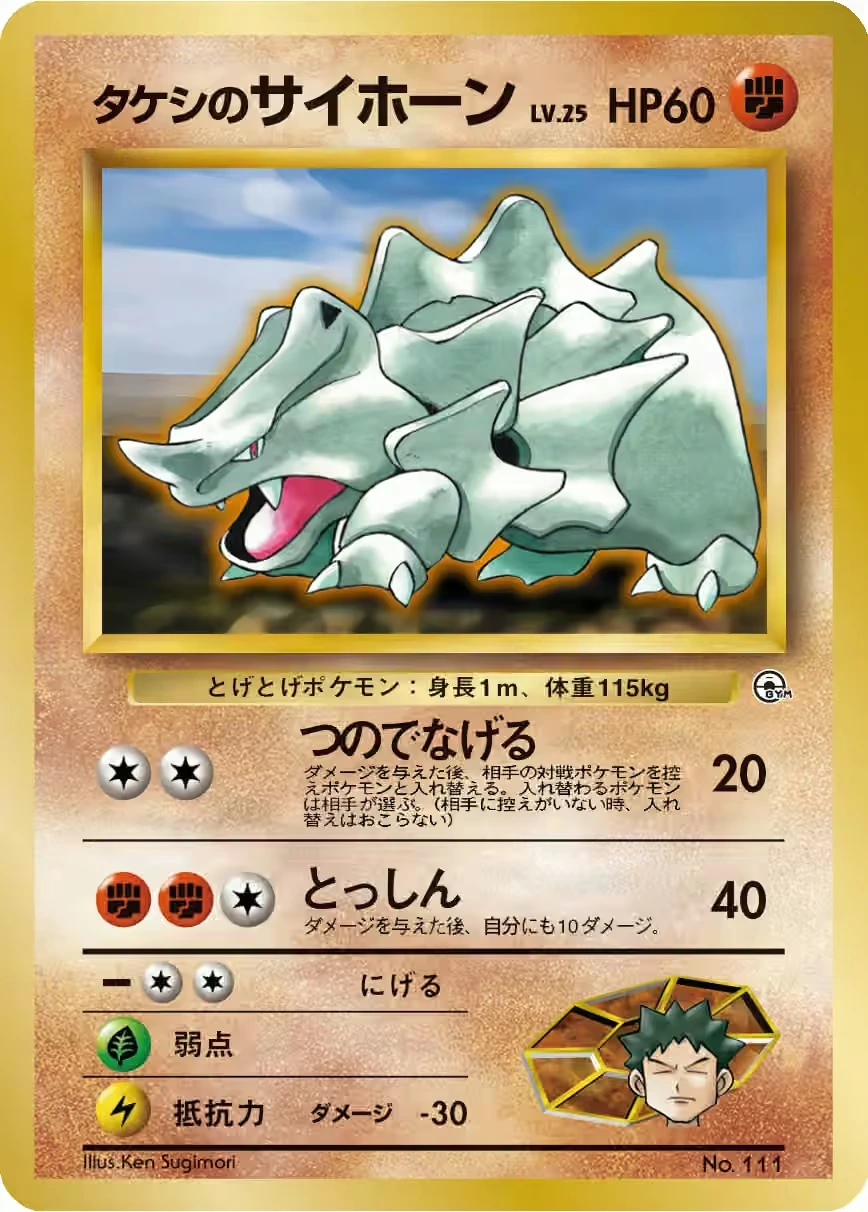 タケシのサイホーン LV.25 HP60
とげとげポケモン：身長1m、体重115kg
GYM
つのでなげる 20
ダメージを与えた後、相手の対戦ポケモンを控
えポケモンと入れ替える。入れ替わるポケモン
は相手が選ぶ。（相手に控えがいない時、入れ
替えはおこらない）
とっしん 40
ダメージを与えた後、自分にも10ダメージ。
にげる
弱点
抵抗力 ダメージ -30
Illus.Ken Sugimori No. 111